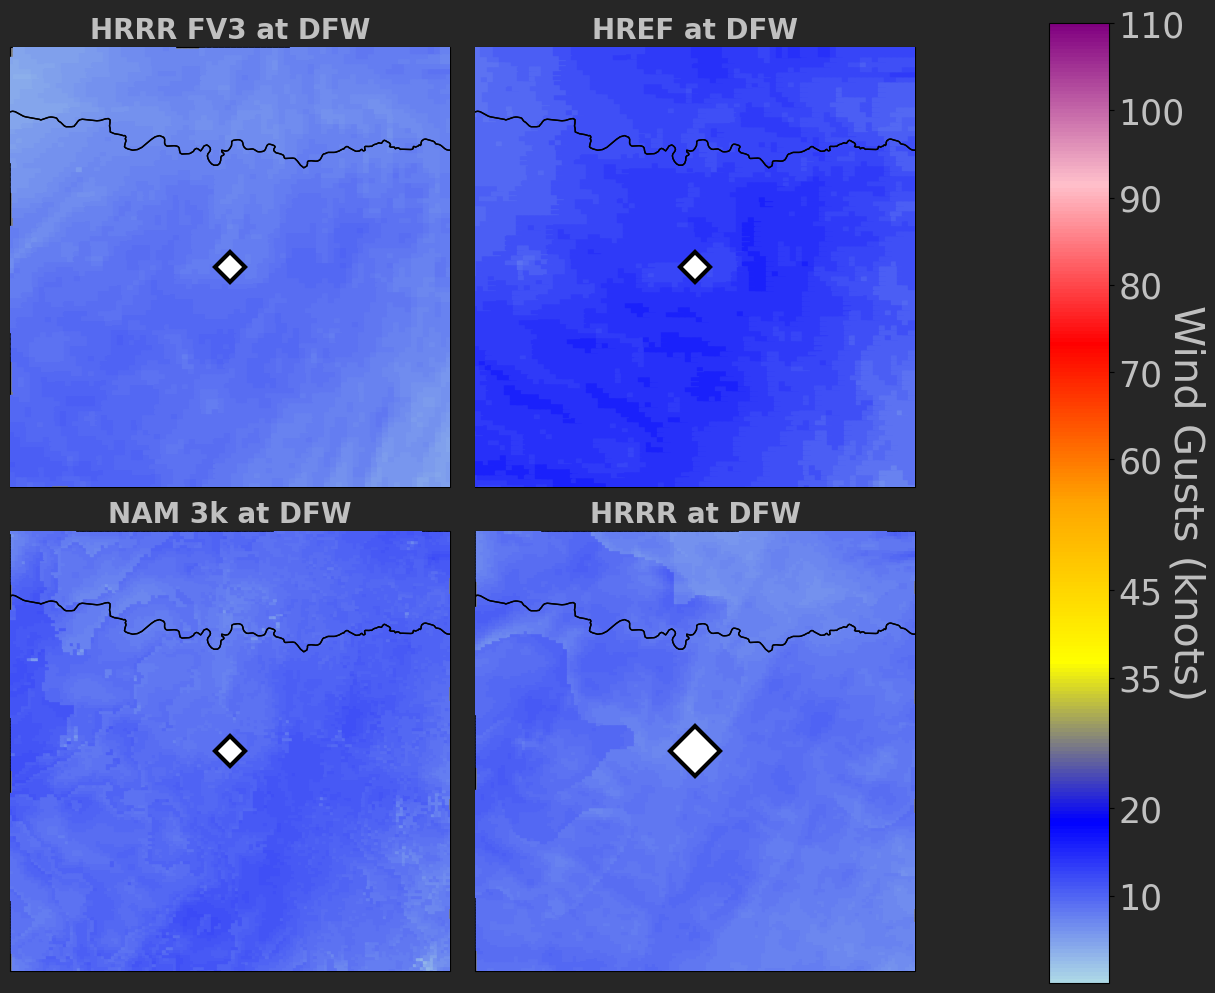 HRRR FV3 at DFW
HREF at DFW
NAM 3k at DFW
HRRR at DFW
110
100
90
80
70
60
45
35
20
10
Wind Gusts (knots)